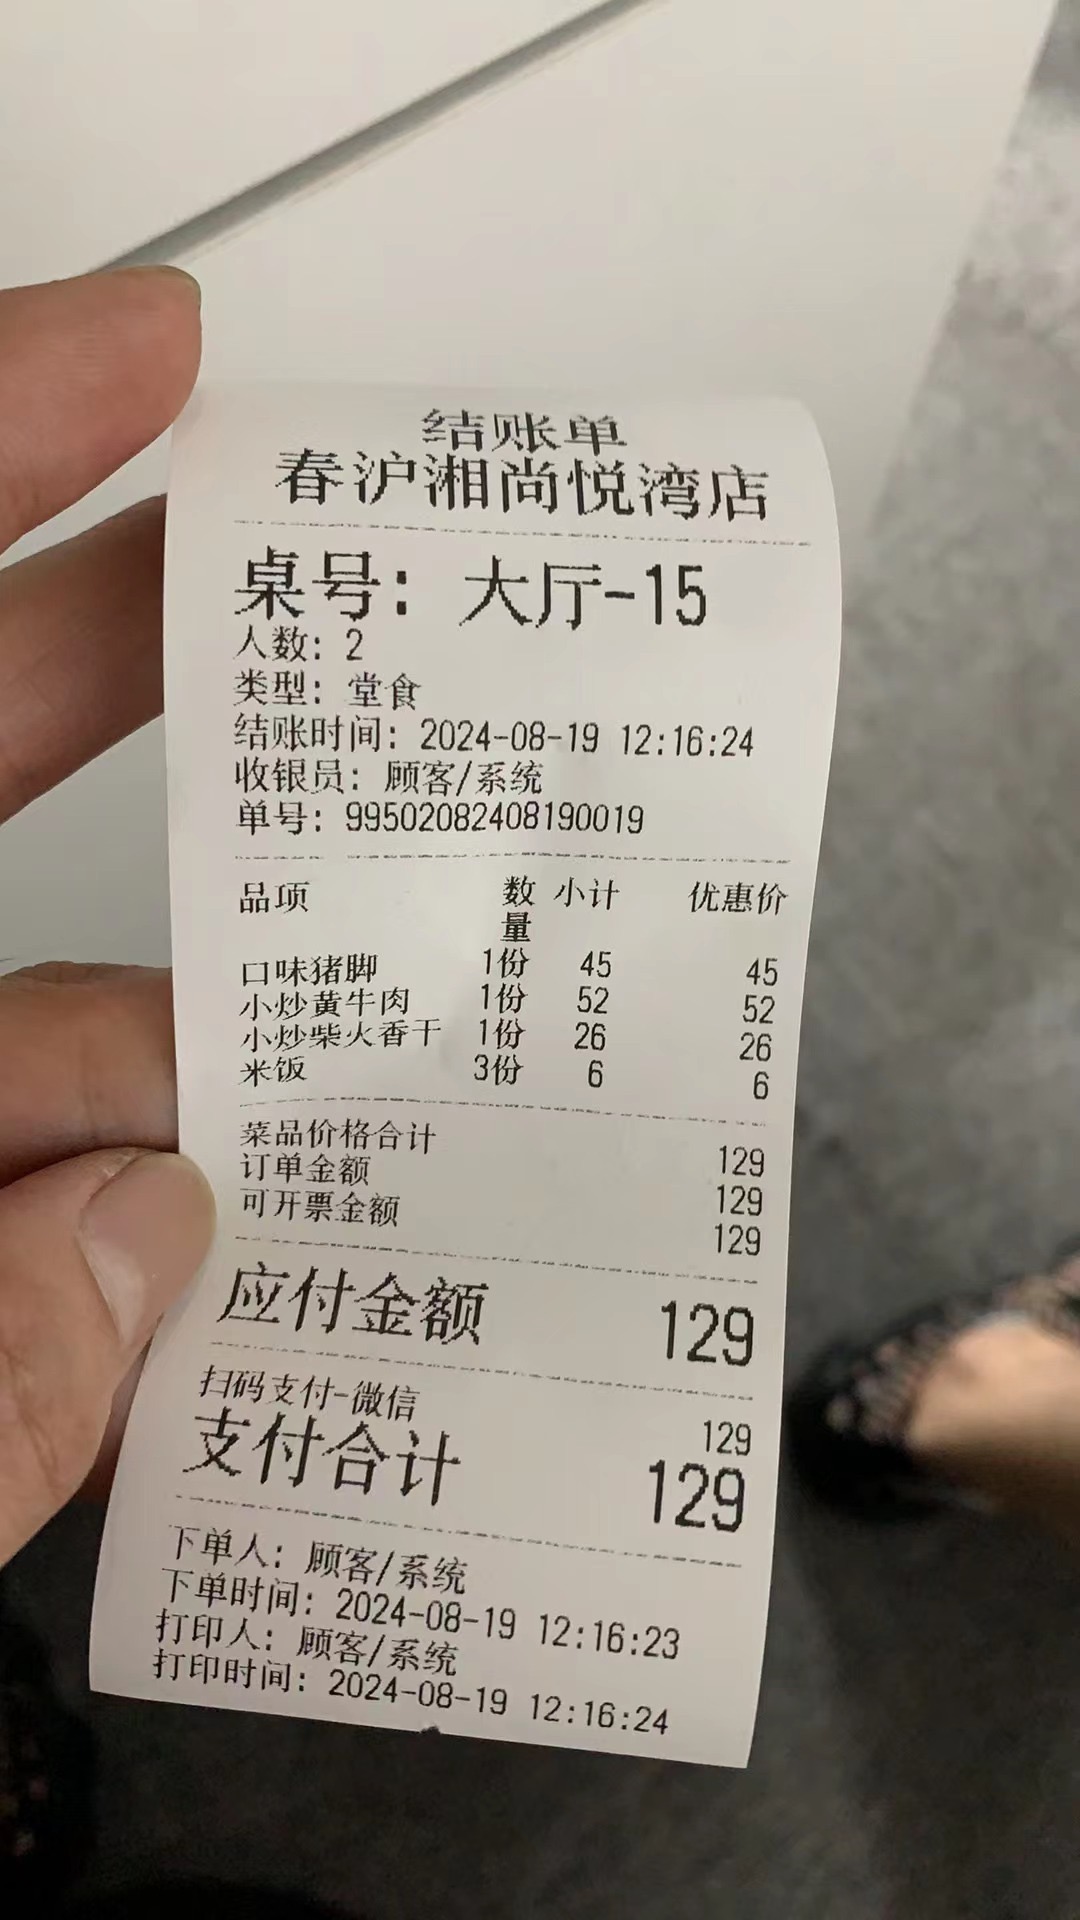 结账单
春沪湘尚悦湾店
桌号: 大厅-15
人数: 2
类型: 堂食
结账时间: 2024-08-19 12:16:24
收银员: 顾客/系统
单号: 99502082408190019
品项 数量 小计 优惠价
口味猪脚 1份 45 45
小炒黄牛肉 1份 52 52
小炒柴火香干 1份 26 26
米饭 3份 6 6
菜品价格合计 129
订单金额 129
可开票金额 129
应付金额 129
扫码支付-微信 129
支付合计 129
下单人: 顾客/系统
下单时间: 2024-08-19 12:16:23
打印人: 顾客/系统
打印时间: 2024-08-19 12:16:24